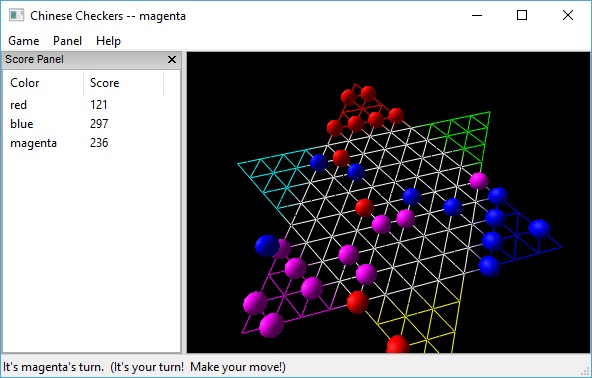 Chinese Checkers -- magenta
Game Panel Help
Score Panel
Color Score
red 121
blue 297
magenta 236
It's magenta's turn. (It's your turn! Make your move!)